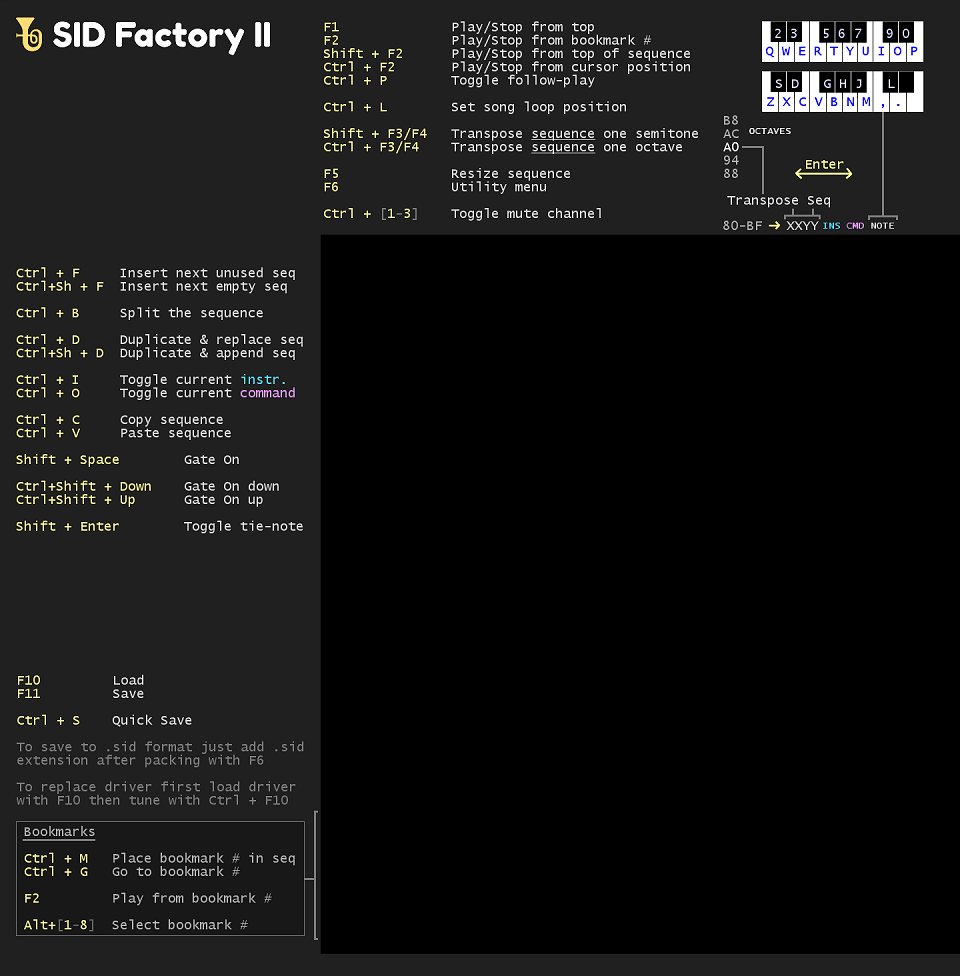 SID Factory II
F1 Play/Stop from top
F2 Play/Stop from bookmark #
Shift + F2 Play/Stop from top of sequence
Ctrl + F2 Play/Stop from cursor position
Ctrl + P Toggle follow-play
Ctrl + L Set song loop position
Shift + F3/F4 Transpose sequence one semitone
Ctrl + F3/F4 Transpose sequence one octave
F5 Resize sequence
F6 Utility menu
Ctrl + [1-3] Toggle mute channel
2 3 5 6 7 9 0
Q W E R T Y U I O P
S D G H J L
Z X C V B N M , .
B8
AC OCTAVES
A0
94
88
Enter
Transpose Seq
80-BF → XXYY INS CMD NOTE
Ctrl + F Insert next unused seq
Ctrl+Sh + F Insert next empty seq
Ctrl + B Split the sequence
Ctrl + D Duplicate & replace seq
Ctrl+Sh + D Duplicate & append seq
Ctrl + I Toggle current instr.
Ctrl + O Toggle current command
Ctrl + C Copy sequence
Ctrl + V Paste sequence
Shift + Space Gate On
Ctrl+Shift + Down Gate On down
Ctrl+Shift + Up Gate On up
Shift + Enter Toggle tie-note
F10 Load
F11 Save
Ctrl + S Quick Save
To save to .sid format just add .sid
extension after packing with F6
To replace driver first load driver
with F10 then tune with Ctrl + F10
Bookmarks
Ctrl + M Place bookmark # in seq
Ctrl + G Go to bookmark #
F2 Play from bookmark #
Alt+[1-8] Select bookmark #